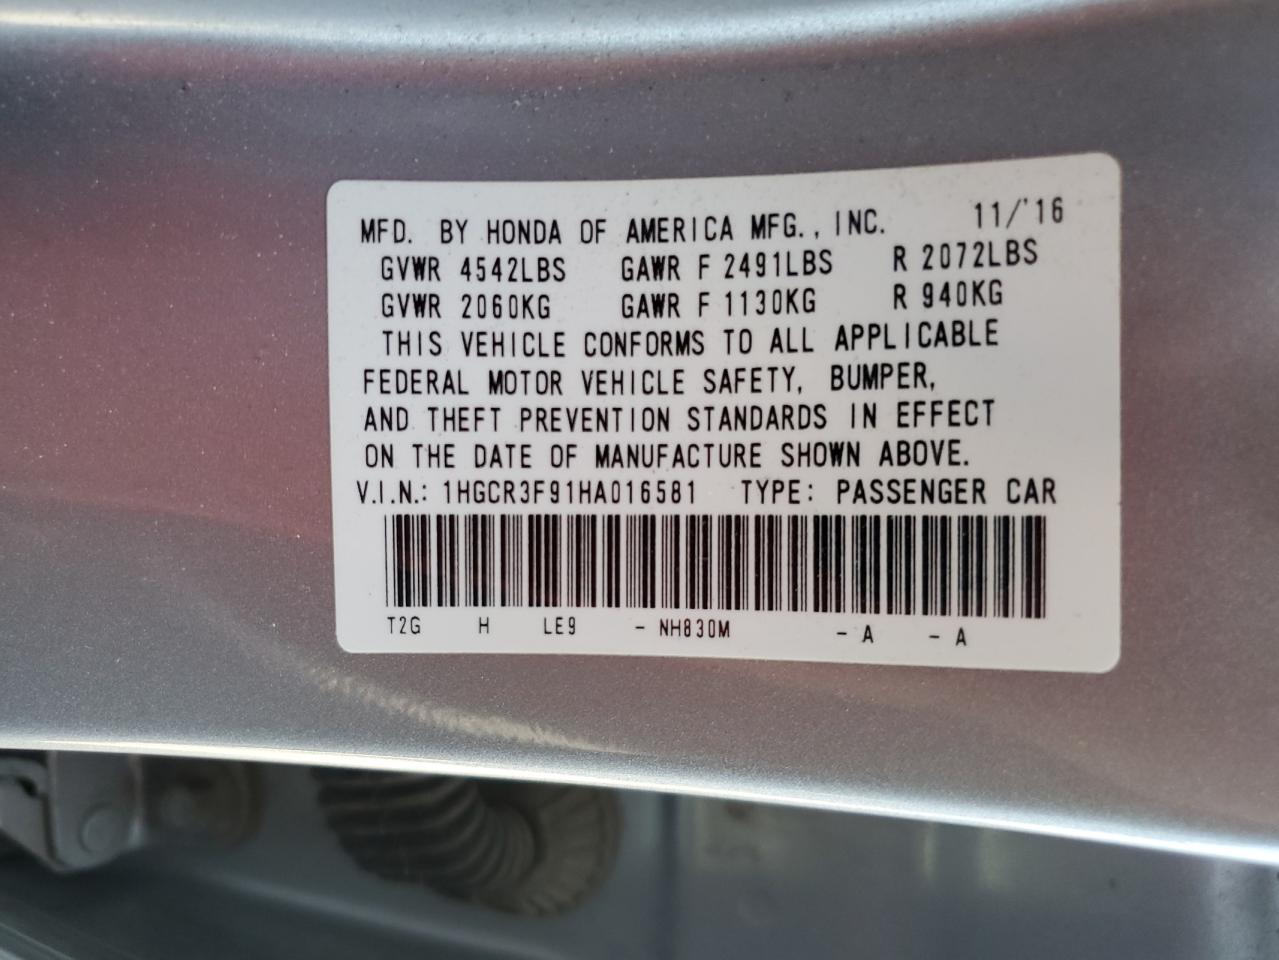 MFD. BY HONDA OF AMERICA MFG., INC. 11/'16
GVWR 4542LBS GAWR F 2491LBS R 2072LBS
GVWR 2060KG GAWR F 1130KG R 940KG
THIS VEHICLE CONFORMS TO ALL APPLICABLE
FEDERAL MOTOR VEHICLE SAFETY, BUMPER,
AND THEFT PREVENTION STANDARDS IN EFFECT
ON THE DATE OF MANUFACTURE SHOWN ABOVE.
V.I.N.: 1HGCR3F91HA016581 TYPE: PASSENGER CAR
T2G H LE9 - NH830M - A - A